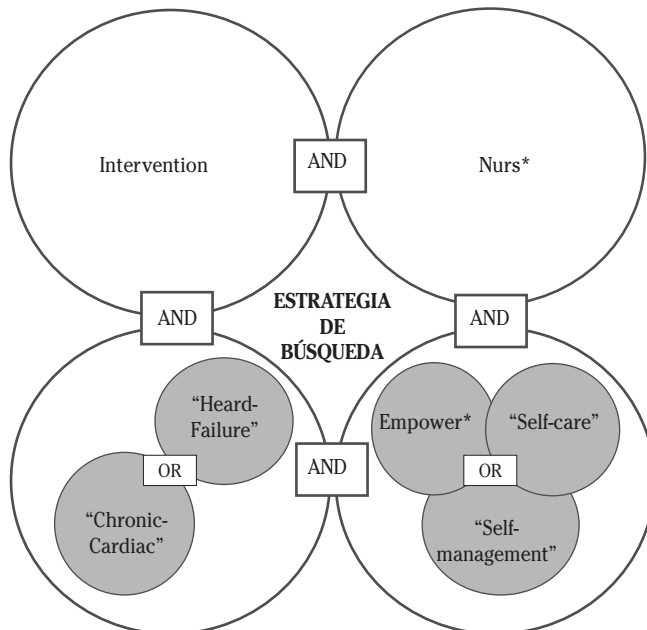 Intervention
AND
Nurs*
AND
ESTRATEGIA
DE
BÚSQUEDA
AND
“Heard-
Failure”
OR
“Chronic-
Cardiac”
AND
Empower*
“Self-care”
OR
“Self-
management”